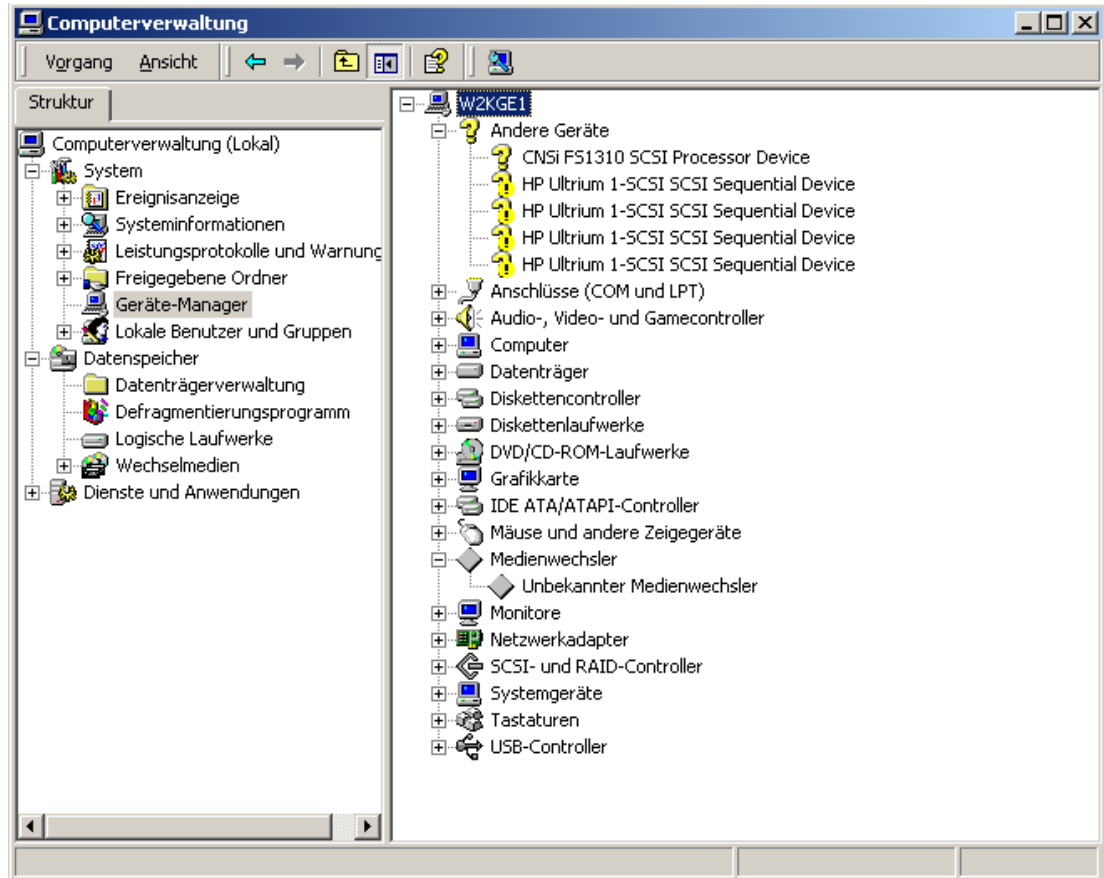 Computerverwaltung
Vorgang Ansicht
Struktur
Computerverwaltung (Lokal)
System
Ereignisanzeige
Systeminformationen
Leistungsprotokolle und Warnung
Freigegebene Ordner
Geräte-Manager
Lokale Benutzer und Gruppen
Datenspeicher
Datenträgerverwaltung
Defragmentierungsprogramm
Logische Laufwerke
Wechselmedien
Dienste und Anwendungen
W2KGE1
Andere Geräte
CNSi FS1310 SCSI Processor Device
HP Ultrium 1-SCSI SCSI Sequential Device
HP Ultrium 1-SCSI SCSI Sequential Device
HP Ultrium 1-SCSI SCSI Sequential Device
HP Ultrium 1-SCSI SCSI Sequential Device
Anschlüsse (COM und LPT)
Audio-, Video- und Gamecontroller
Computer
Datenträger
Diskettencontroller
Diskettenlaufwerke
DVD/CD-ROM-Laufwerke
Grafikkarte
IDE ATA/ATAPI-Controller
Mäuse und andere Zeigegeräte
Medienwechsler
Unbekannter Medienwechsler
Monitore
Netzwerkadapter
SCSI- und RAID-Controller
Systemgeräte
Tastaturen
USB-Controller